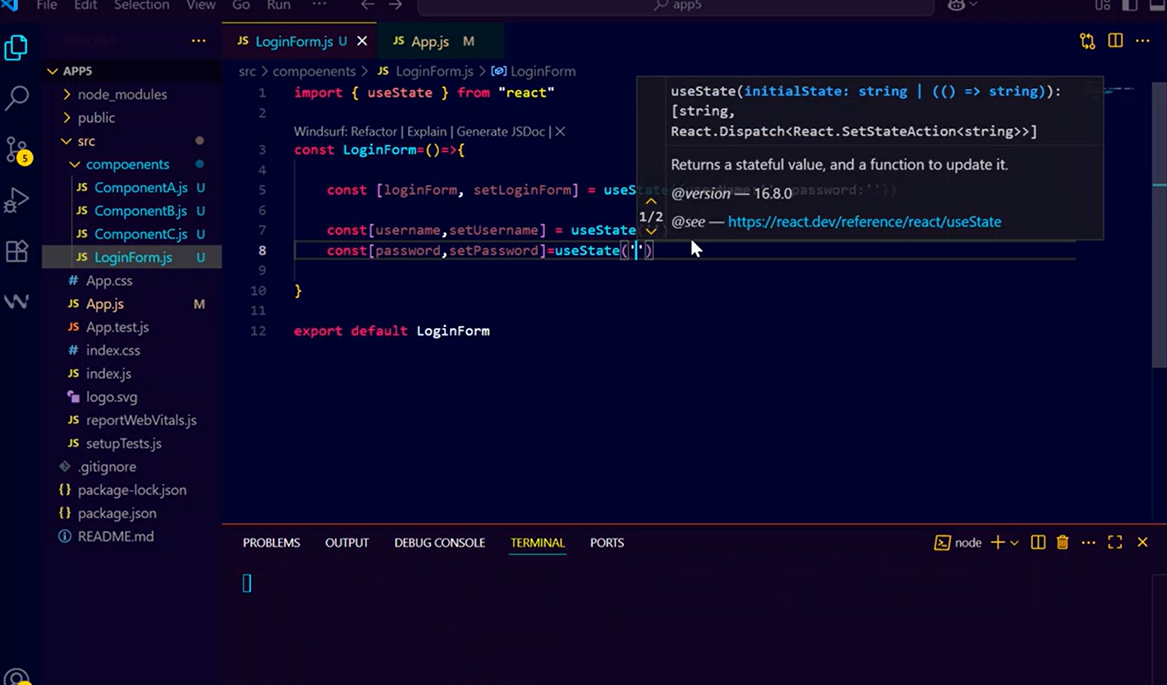 File Edit Selection View Go Run ··· ← → app5
··· JS LoginForm.js U × JS App.js M ···
APP5
node_modules
public
src
compoenents
JS ComponentA.js U
JS ComponentB.js U
JS ComponentC.js U
JS LoginForm.js U
# App.css
JS App.js M
JS App.test.js
# index.css
JS index.js
logo.svg
JS reportWebVitals.js
JS setupTests.js
.gitignore
{} package-lock.json
{} package.json
README.md
5
src > compoenents > JS LoginForm.js > LoginForm
1 import { useState } from "react"
2
Windsurf: Refactor | Explain | Generate JSDoc | ×
3 const LoginForm=()=>{
4
5 const [loginForm, setLoginForm] = useState password:''})
6
7 const[username,setUsername] = useState
8 const[password,setPassword]=useState('')
9
10 }
11
12 export default LoginForm
useState(initialState: string | (() => string)):
[string,
React.Dispatch<React.SetStateAction<string>>]
Returns a stateful value, and a function to update it.
@version — 16.8.0
1/2
@see — https://react.dev/reference/react/useState
PROBLEMS OUTPUT DEBUG CONSOLE TERMINAL PORTS node + ··· ×